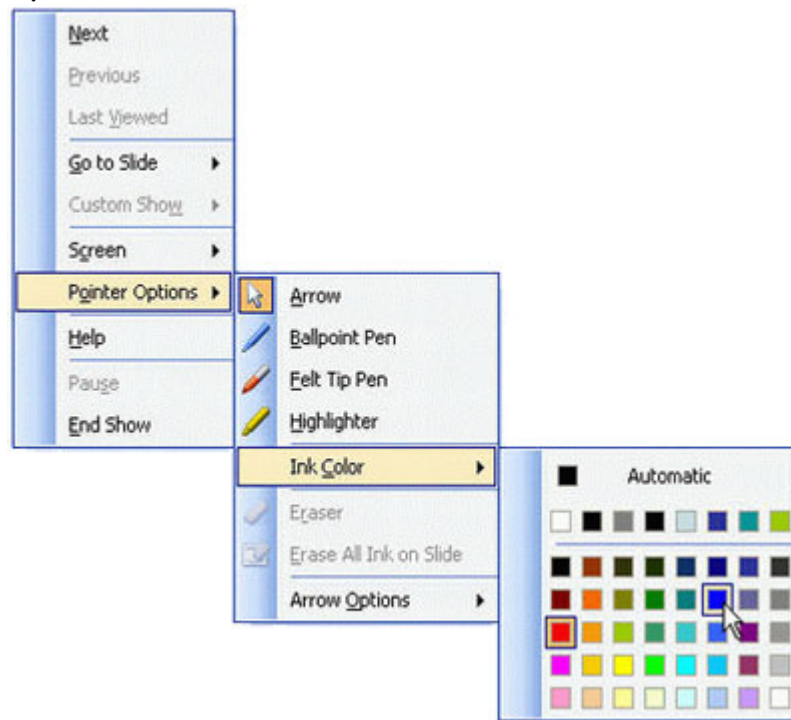 Next
Previous
Last Viewed
Go to Slide
Custom Show
Screen
Pointer Options
Help
Pause
End Show
Arrow
Ballpoint Pen
Felt Tip Pen
Highlighter
Ink Color
Eraser
Erase All Ink on Slide
Arrow Options
Automatic